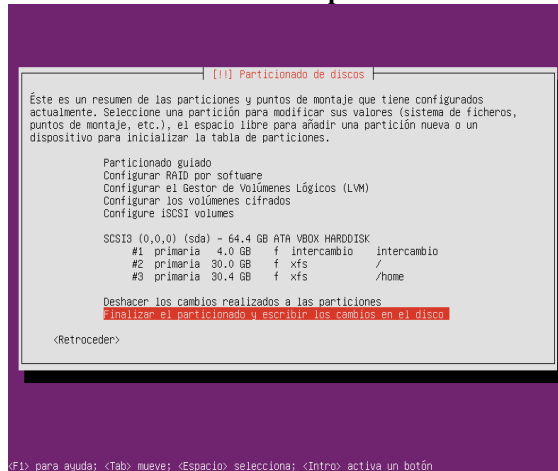 [!!] Particionado de discos
Éste es un resumen de las particiones y puntos de montaje que tiene configurados
actualmente. Seleccione una partición para modificar sus valores (sistema de ficheros,
puntos de montaje, etc.), el espacio libre para añadir una partición nueva o un
dispositivo para inicializar la tabla de particiones.
Particionado guiado
Configurar RAID por software
Configurar el Gestor de Volúmenes Lógicos (LVM)
Configurar los volúmenes cifrados
Configure iSCSI volumes
SCSI3 (0,0,0) (sda) – 64.4 GB ATA VBOX HARDDISK
#1 primaria 4.0 GB f intercambio intercambio
#2 primaria 30.0 GB f xfs /
#3 primaria 30.4 GB f xfs /home
Deshacer los cambios realizados a las particiones
Finalizar el particionado y escribir los cambios en el disco
<Retroceder>
<F1> para ayuda; <Tab> mueve; <Espacio> selecciona; <Intro> activa un botón